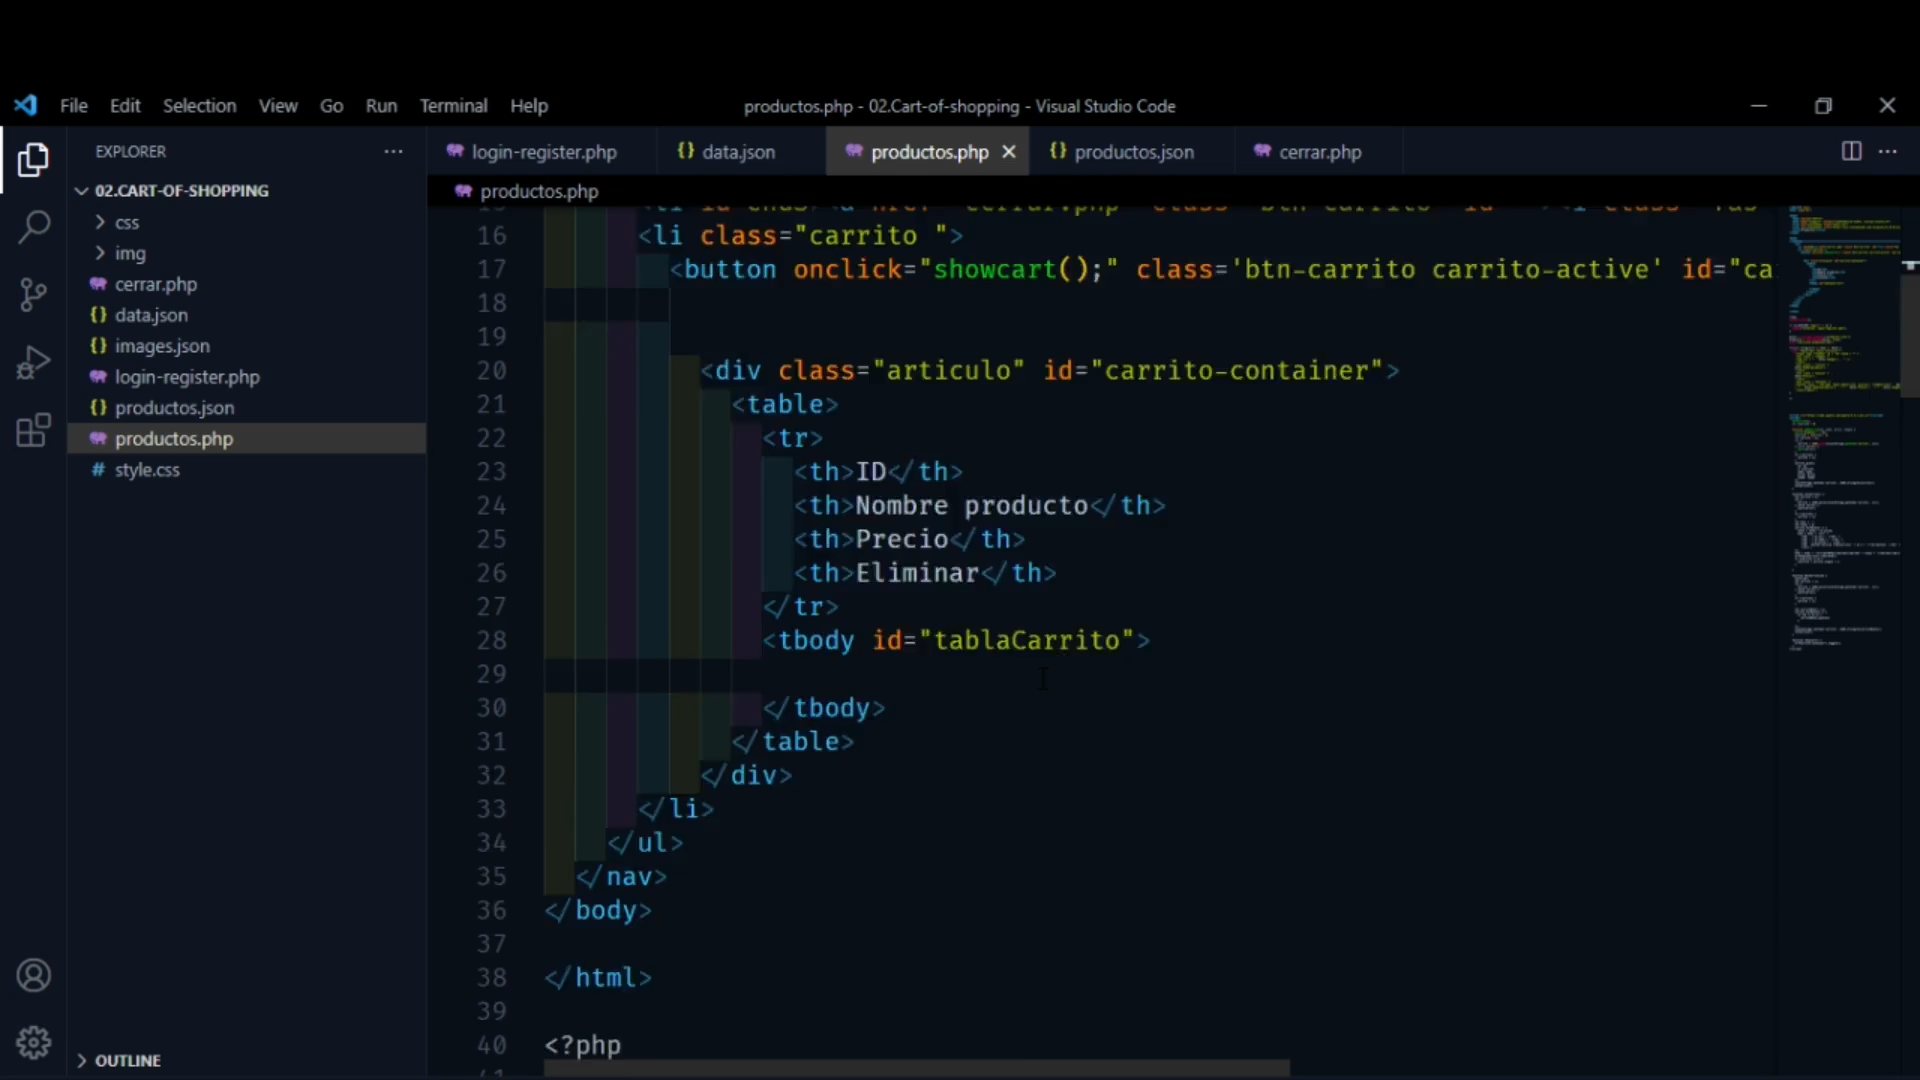 File Edit Selection View Go Run Terminal Help
productos.php - 02.Cart-of-shopping - Visual Studio Code
EXPLORER
02.CART-OF-SHOPPING
css
img
cerrar.php
data.json
images.json
login-register.php
productos.json
productos.php
style.css
OUTLINE
login-register.php data.json productos.php productos.json cerrar.php
productos.php
16 <li class="carrito ">
17 <button onclick="showcart();" class='btn-carrito carrito-active' id="ca
18
19
20 <div class="articulo" id="carrito-container">
21 <table>
22 <tr>
23 <th>ID</th>
24 <th>Nombre producto</th>
25 <th>Precio</th>
26 <th>Eliminar</th>
27 </tr>
28 <tbody id="tablaCarrito">
29
30 </tbody>
31 </table>
32 </div>
33 </li>
34 </ul>
35 </nav>
36 </body>
37
38 </html>
39
40 <?php